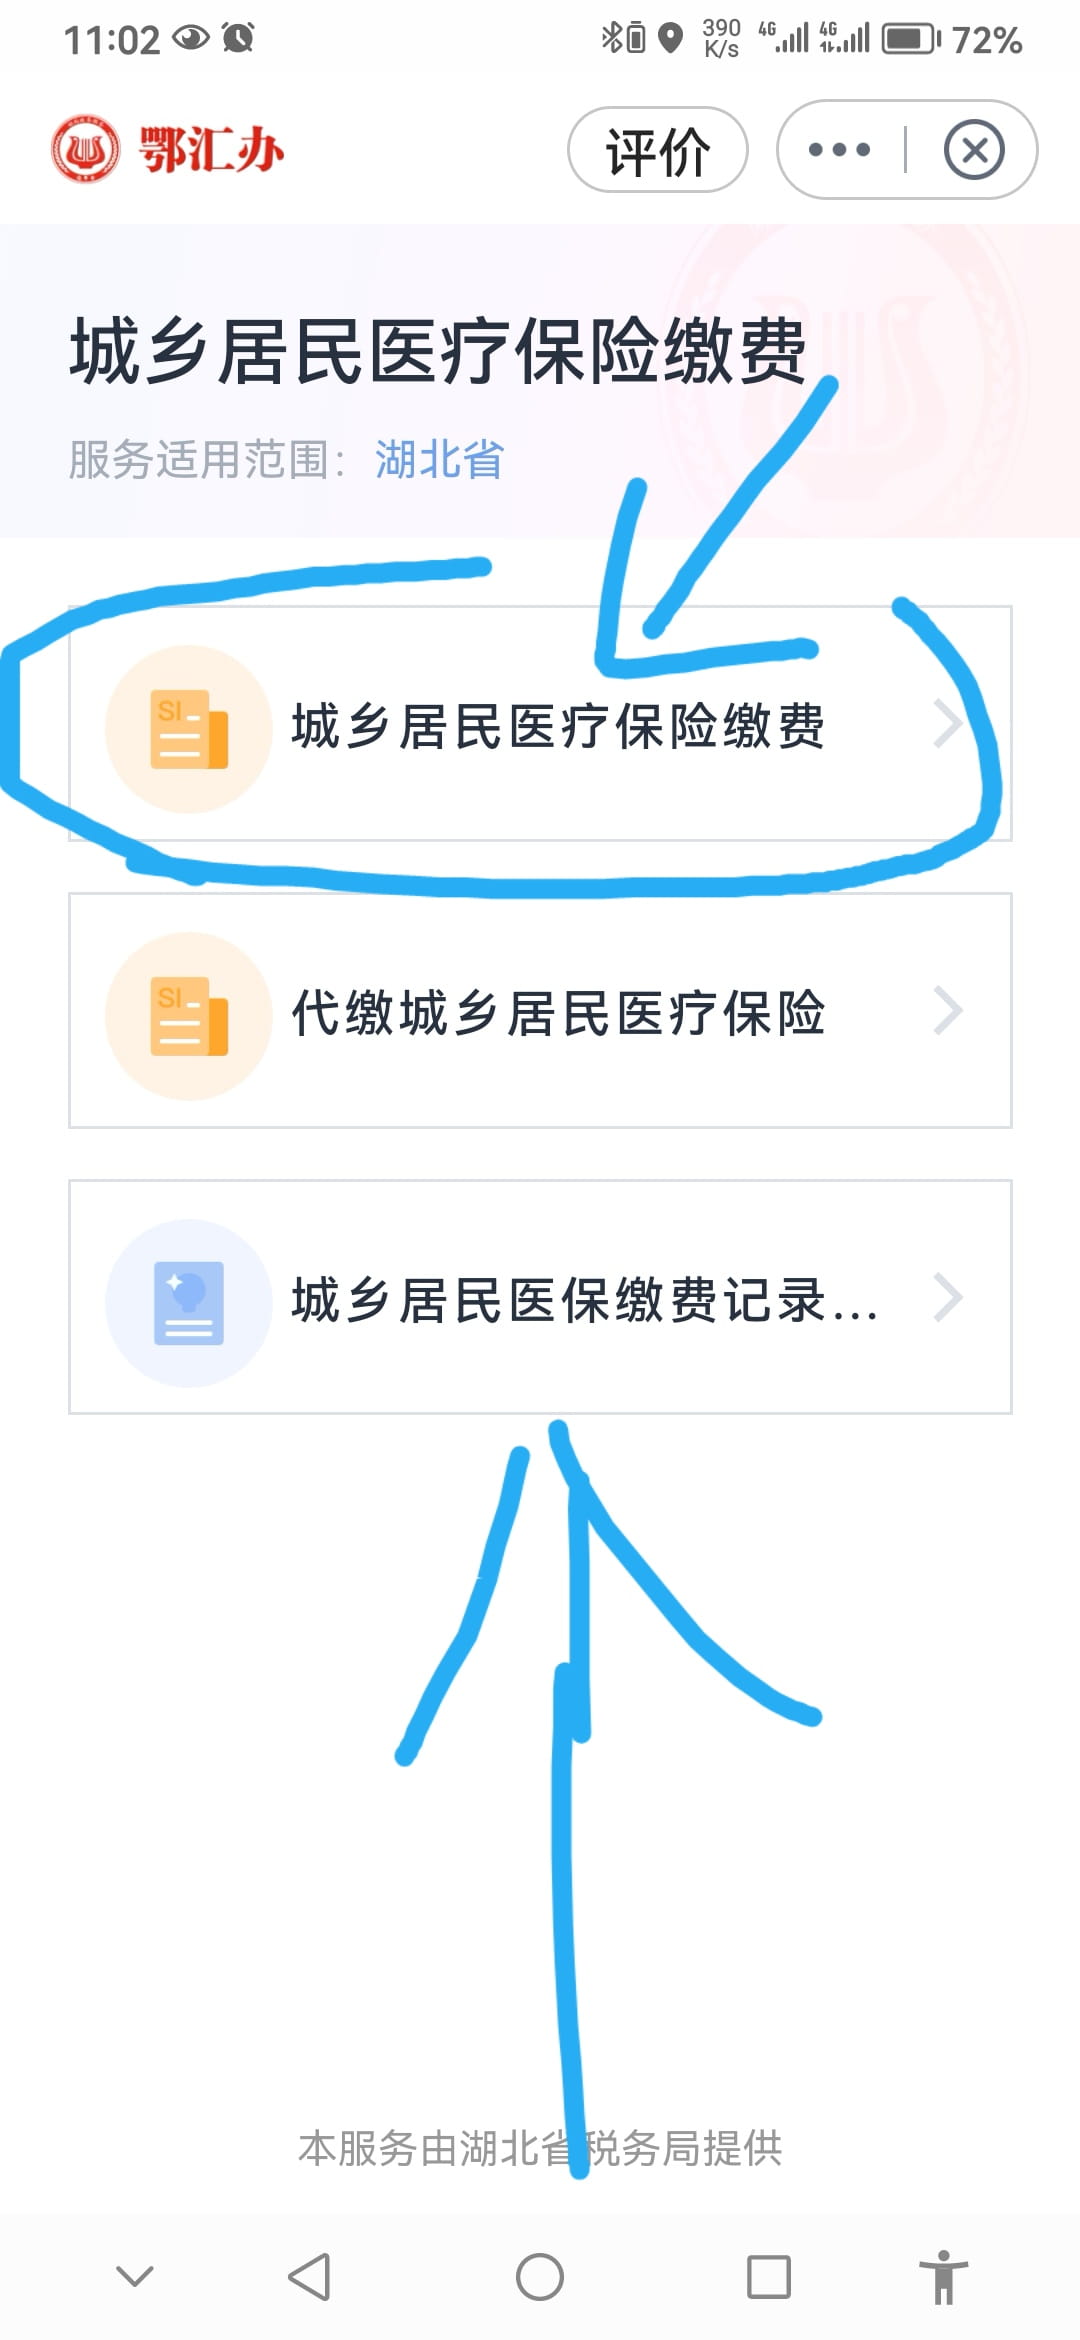 11:02 390 K/s 4G 4G 72%
鄂汇办 评价
城乡居民医疗保险缴费
服务适用范围：湖北省
SI 城乡居民医疗保险缴费
SI 代缴城乡居民医疗保险
城乡居民医保缴费记录...
本服务由湖北省税务局提供